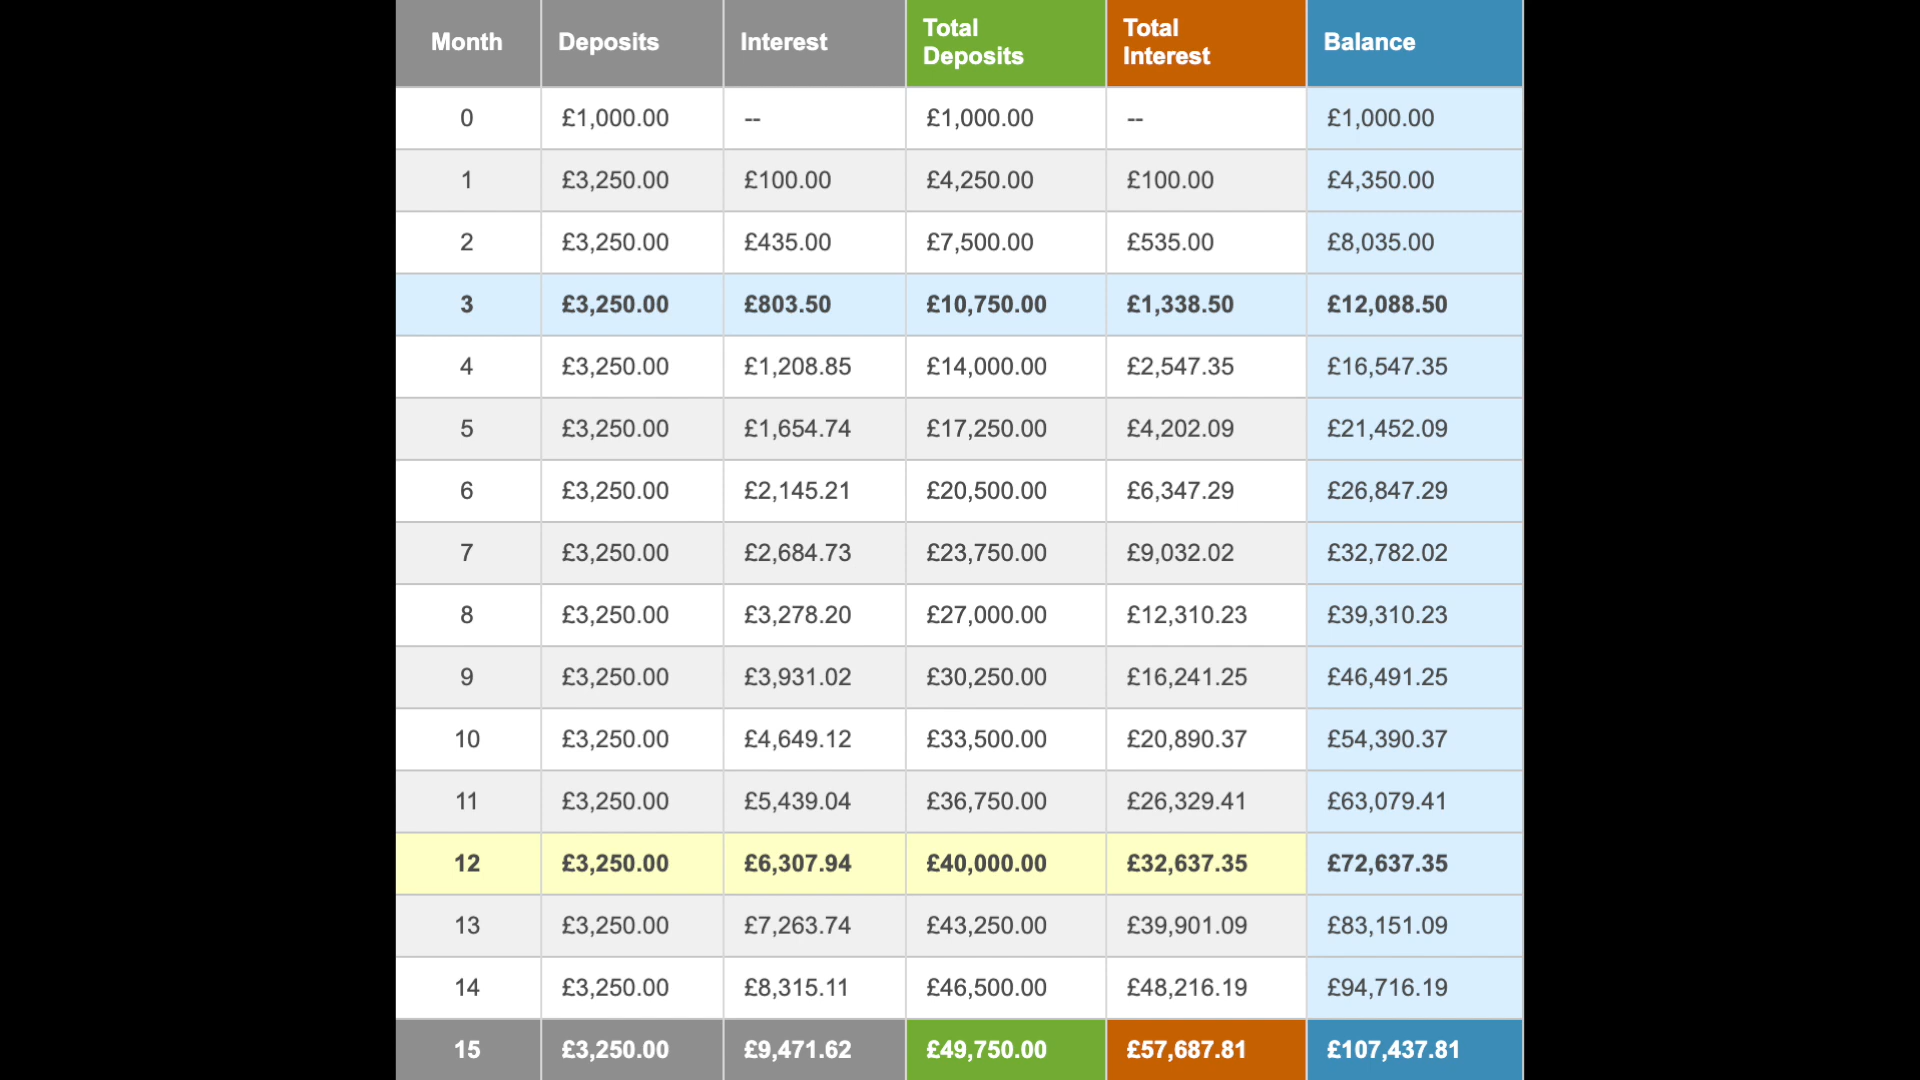 Month Deposits Interest Total Deposits Total Interest Balance
0 £1,000.00 -- £1,000.00 -- £1,000.00
1 £3,250.00 £100.00 £4,250.00 £100.00 £4,350.00
2 £3,250.00 £435.00 £7,500.00 £535.00 £8,035.00
3 £3,250.00 £803.50 £10,750.00 £1,338.50 £12,088.50
4 £3,250.00 £1,208.85 £14,000.00 £2,547.35 £16,547.35
5 £3,250.00 £1,654.74 £17,250.00 £4,202.09 £21,452.09
6 £3,250.00 £2,145.21 £20,500.00 £6,347.29 £26,847.29
7 £3,250.00 £2,684.73 £23,750.00 £9,032.02 £32,782.02
8 £3,250.00 £3,278.20 £27,000.00 £12,310.23 £39,310.23
9 £3,250.00 £3,931.02 £30,250.00 £16,241.25 £46,491.25
10 £3,250.00 £4,649.12 £33,500.00 £20,890.37 £54,390.37
11 £3,250.00 £5,439.04 £36,750.00 £26,329.41 £63,079.41
12 £3,250.00 £6,307.94 £40,000.00 £32,637.35 £72,637.35
13 £3,250.00 £7,263.74 £43,250.00 £39,901.09 £83,151.09
14 £3,250.00 £8,315.11 £46,500.00 £48,216.19 £94,716.19
15 £3,250.00 £9,471.62 £49,750.00 £57,687.81 £107,437.81